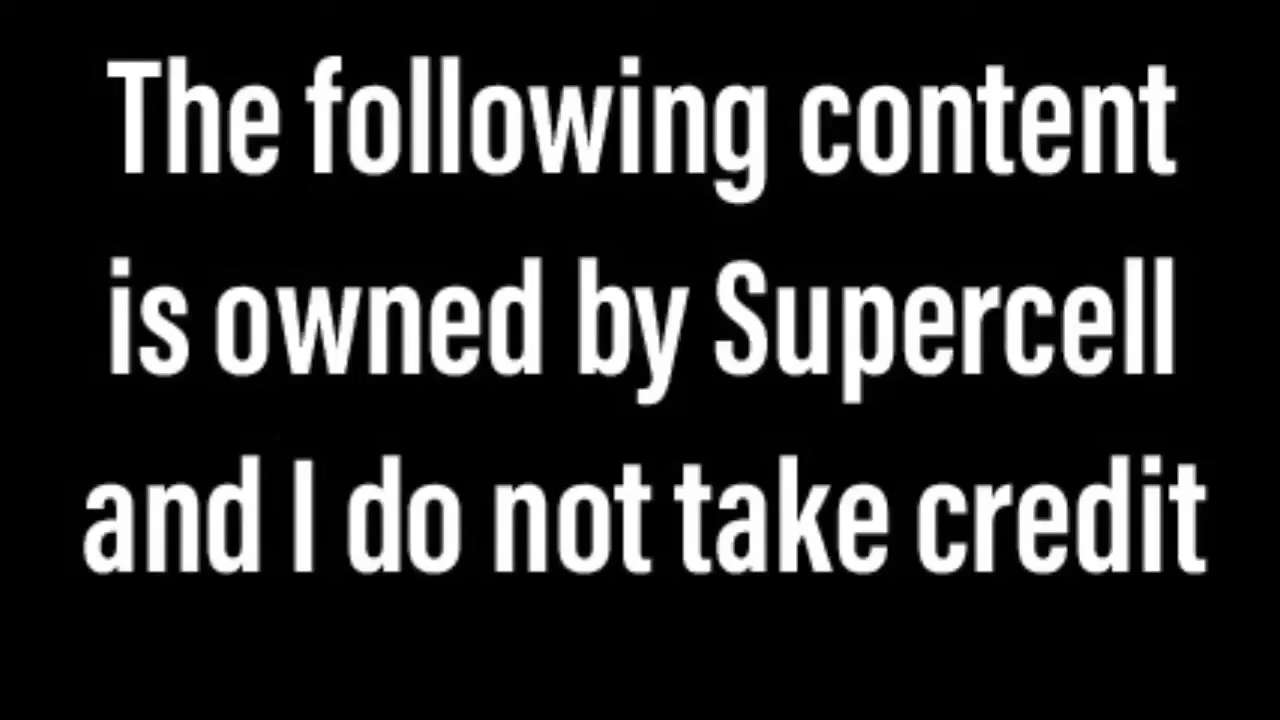 The following content
is owned by Supercell
and I do not take credit